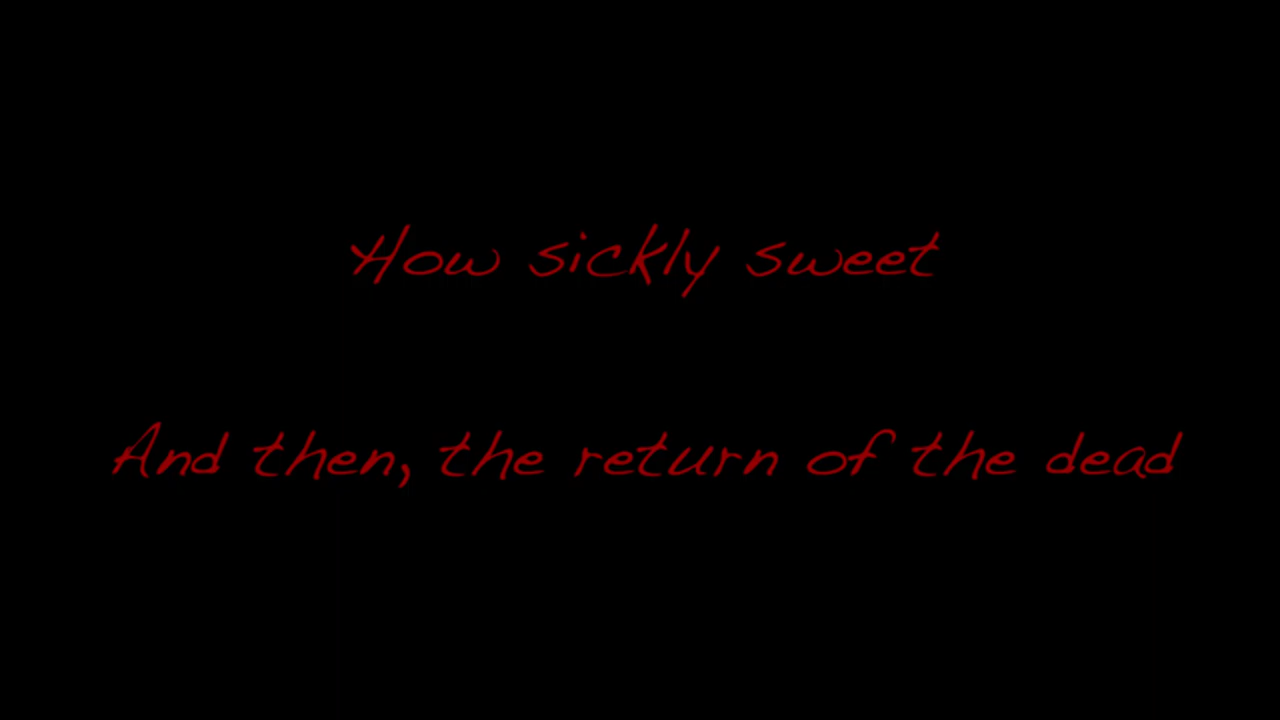 How sickly sweet
And then, the return of the dead